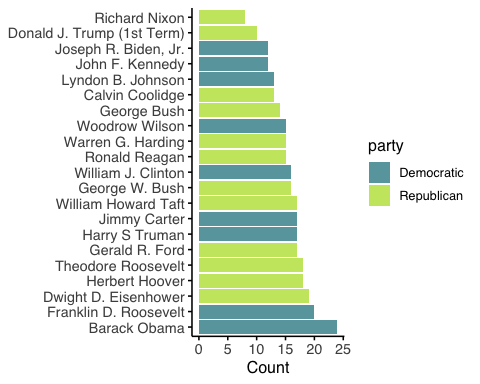 Richard Nixon
Donald J. Trump (1st Term)
Joseph R. Biden, Jr.
John F. Kennedy
Lyndon B. Johnson
Calvin Coolidge
George Bush
Woodrow Wilson
Warren G. Harding
Ronald Reagan
William J. Clinton
George W. Bush
William Howard Taft
Jimmy Carter
Harry S Truman
Gerald R. Ford
Theodore Roosevelt
Herbert Hoover
Dwight D. Eisenhower
Franklin D. Roosevelt
Barack Obama
0 5 10 15 20 25
Count
party
Democratic
Republican